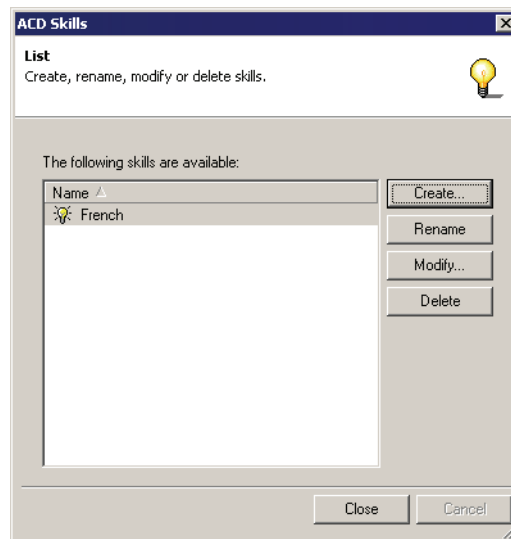 ACD Skills
List
Create, rename, modify or delete skills.
The following skills are available:
Name
French
Create...
Rename
Modify...
Delete
Close
Cancel